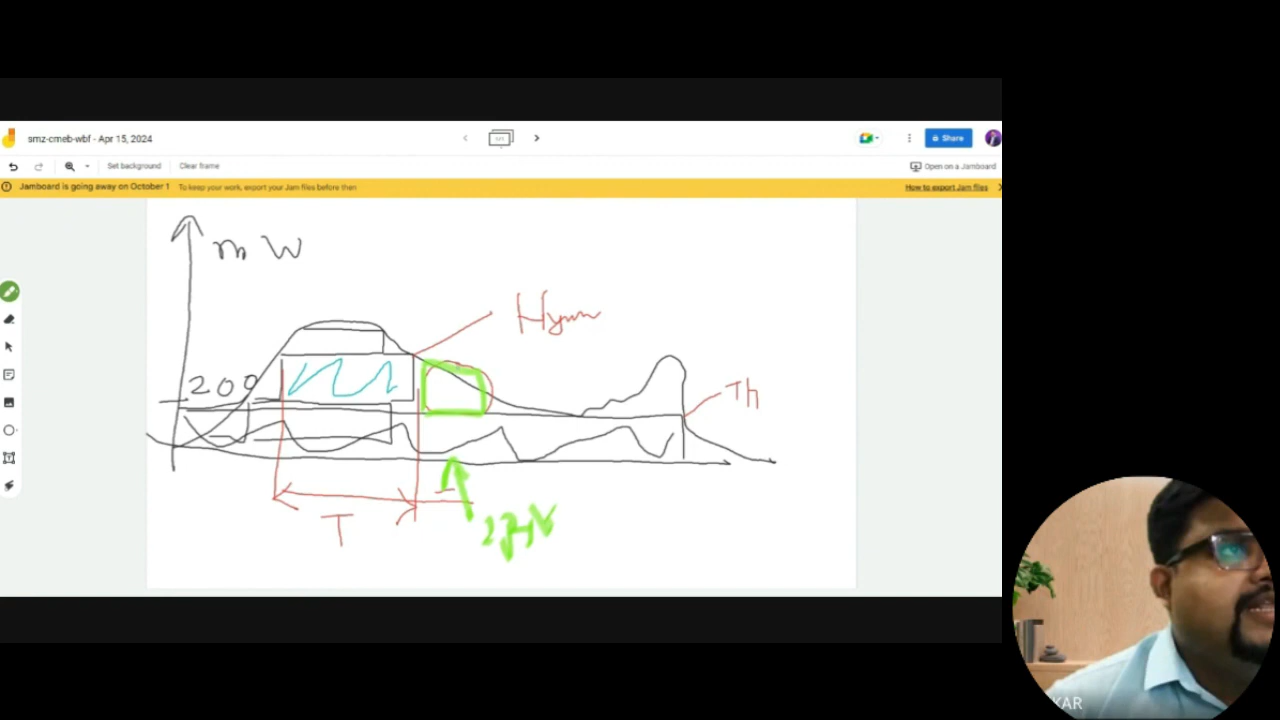 smz-cmeb-wbf - Apr 15, 2024
Share
Set background
Clear frame
Open on a Jamboard
Jamboard is going away on October 1 To keep your work, export your Jam files before then
How to export Jam files
m W
200
Th
T
KAR